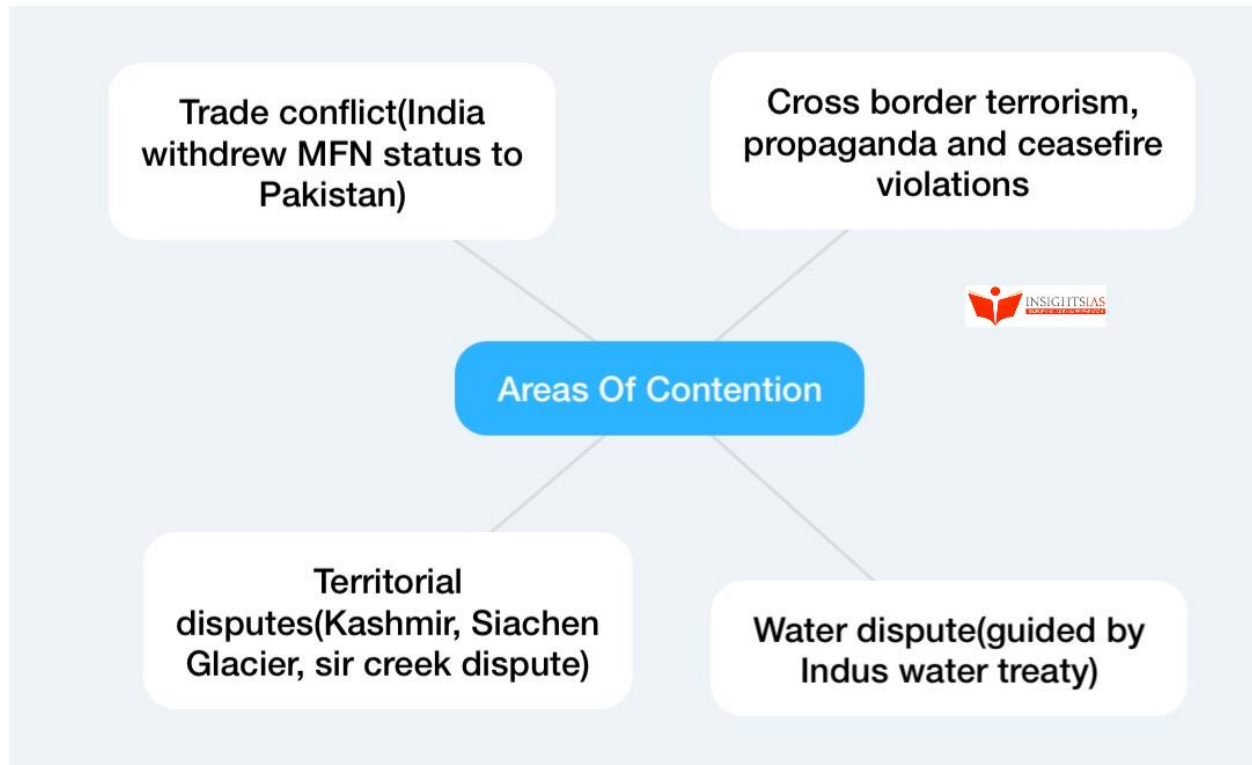 Trade conflict(India
withdrew MFN status to
Pakistan)
Cross border terrorism,
propaganda and ceasefire
violations
INSIGHTSIAS
Areas Of Contention
Territorial
disputes(Kashmir, Siachen
Glacier, sir creek dispute)
Water dispute(guided by
Indus water treaty)